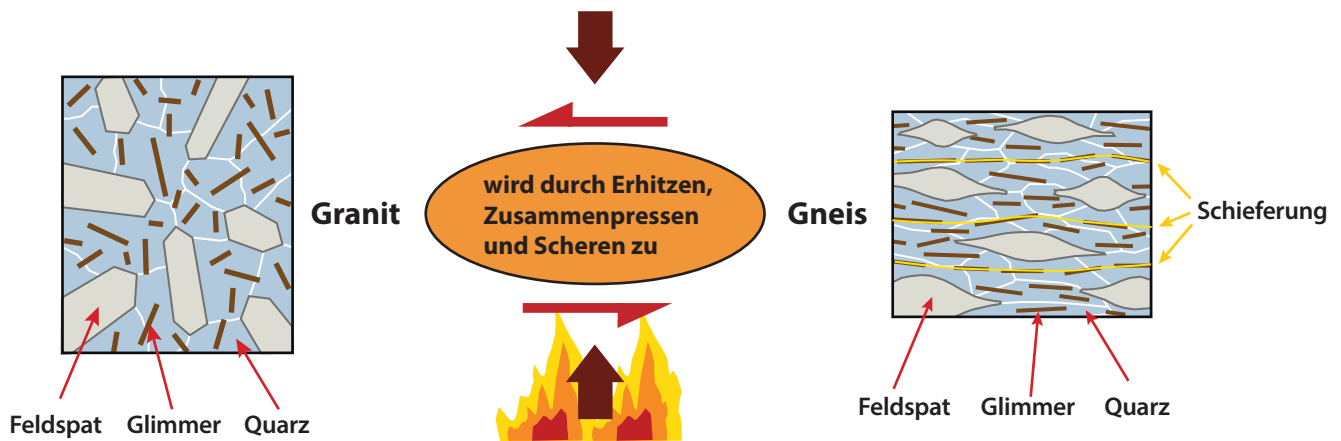 Granit
wird durch Erhitzen,
Zusammenpressen
und Scheren zu
Gneis
Schieferung
Feldspat
Glimmer
Quarz
Feldspat
Glimmer
Quarz